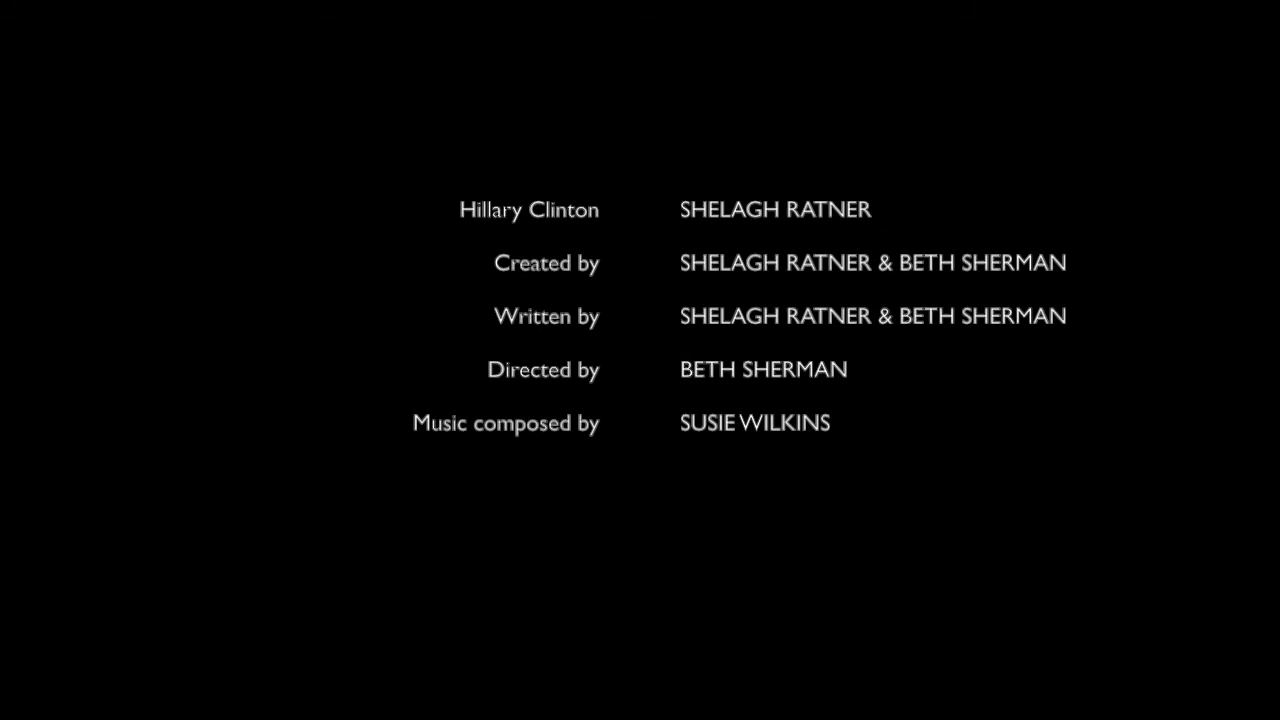 Hillary Clinton SHELAGH RATNER
Created by SHELAGH RATNER & BETH SHERMAN
Written by SHELAGH RATNER & BETH SHERMAN
Directed by BETH SHERMAN
Music composed by SUSIE WILKINS